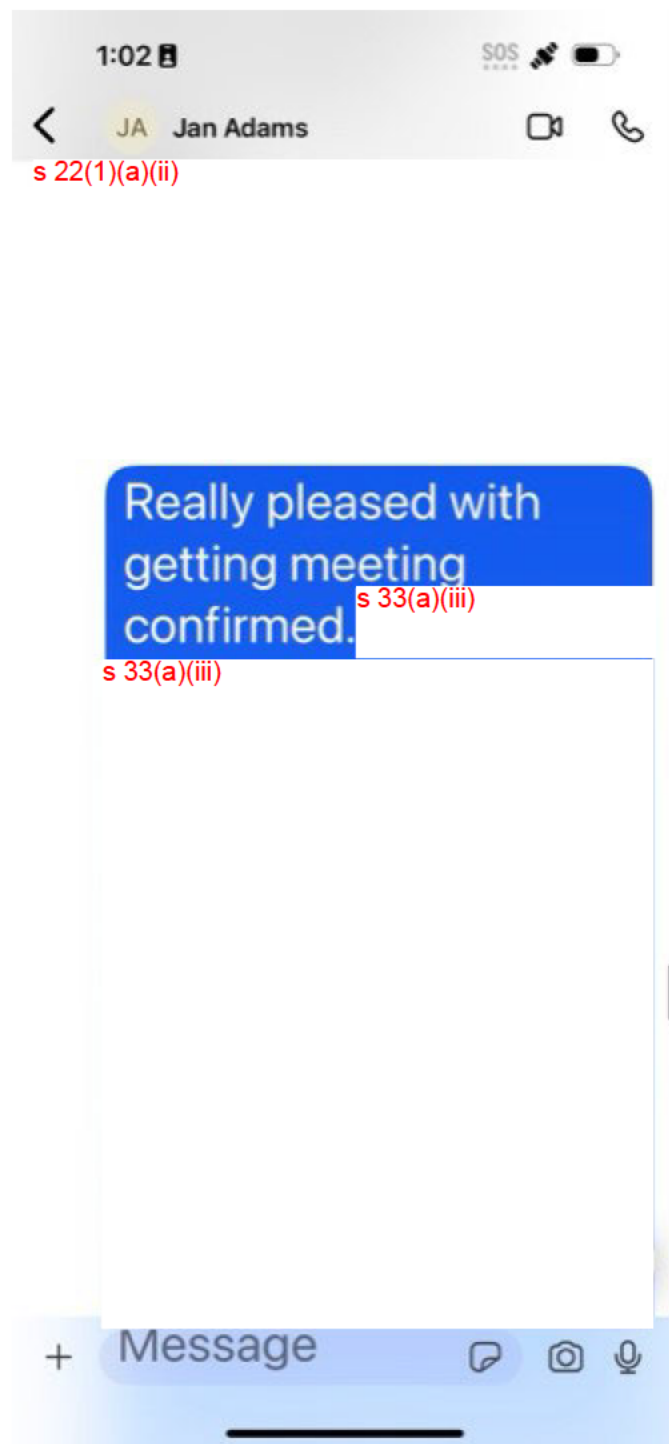 1:02 SOS
JA Jan Adams
s 22(1)(a)(ii)
Really pleased with
getting meeting
confirmed. s 33(a)(iii)
s 33(a)(iii)
Message